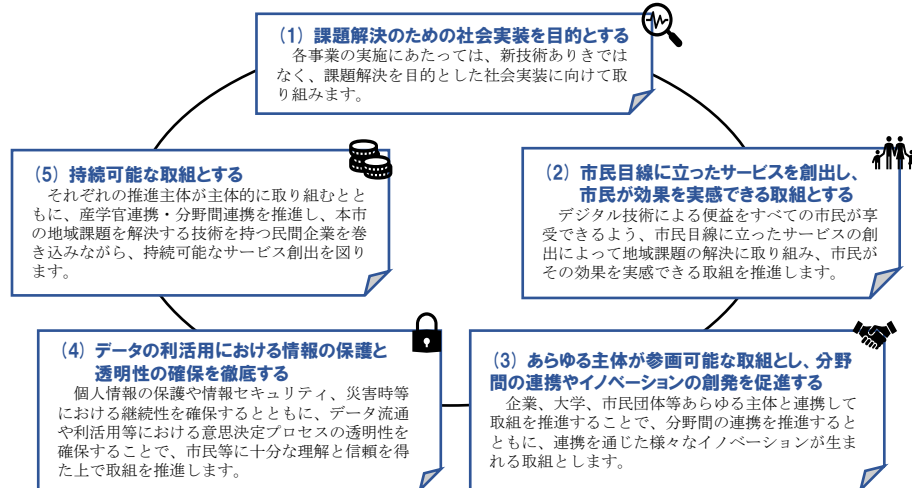 (1) 課題解決のための社会実装を目的とする
各事業の実施にあたっては、新技術ありきでは
なく、課題解決を目的とした社会実装に向けて取
り組みます。
(2) 市民目線に立ったサービスを創出し、
市民が効果を実感できる取組とする
デジタル技術による便益をすべての市民が享
受できるよう、市民目線に立ったサービスの創
出によって地域課題の解決に取り組み、市民が
その効果を実感できる取組を推進します。
(3) あらゆる主体が参画可能な取組とし、分野
間の連携やイノベーションの創発を促進する
企業、大学、市民団体等あらゆる主体と連携して
取組を推進することで、分野間の連携を推進すると
ともに、連携を通じた様々なイノベーションが生ま
れる取組とします。
(4) データの利活用における情報の保護と
透明性の確保を徹底する
個人情報の保護や情報セキュリティ、災害時等
における継続性を確保するとともに、データ流通
や利活用等における意思決定プロセスの透明性を
確保することで、市民等に十分な理解と信頼を得
た上で取組を推進します。
(5) 持続可能な取組とする
それぞれの推進主体が主体的に取り組むとと
もに、産学官連携・分野間連携を推進し、本市
の地域課題を解決する技術を持つ民間企業を巻
き込みながら、持続可能なサービス創出を図り
ます。